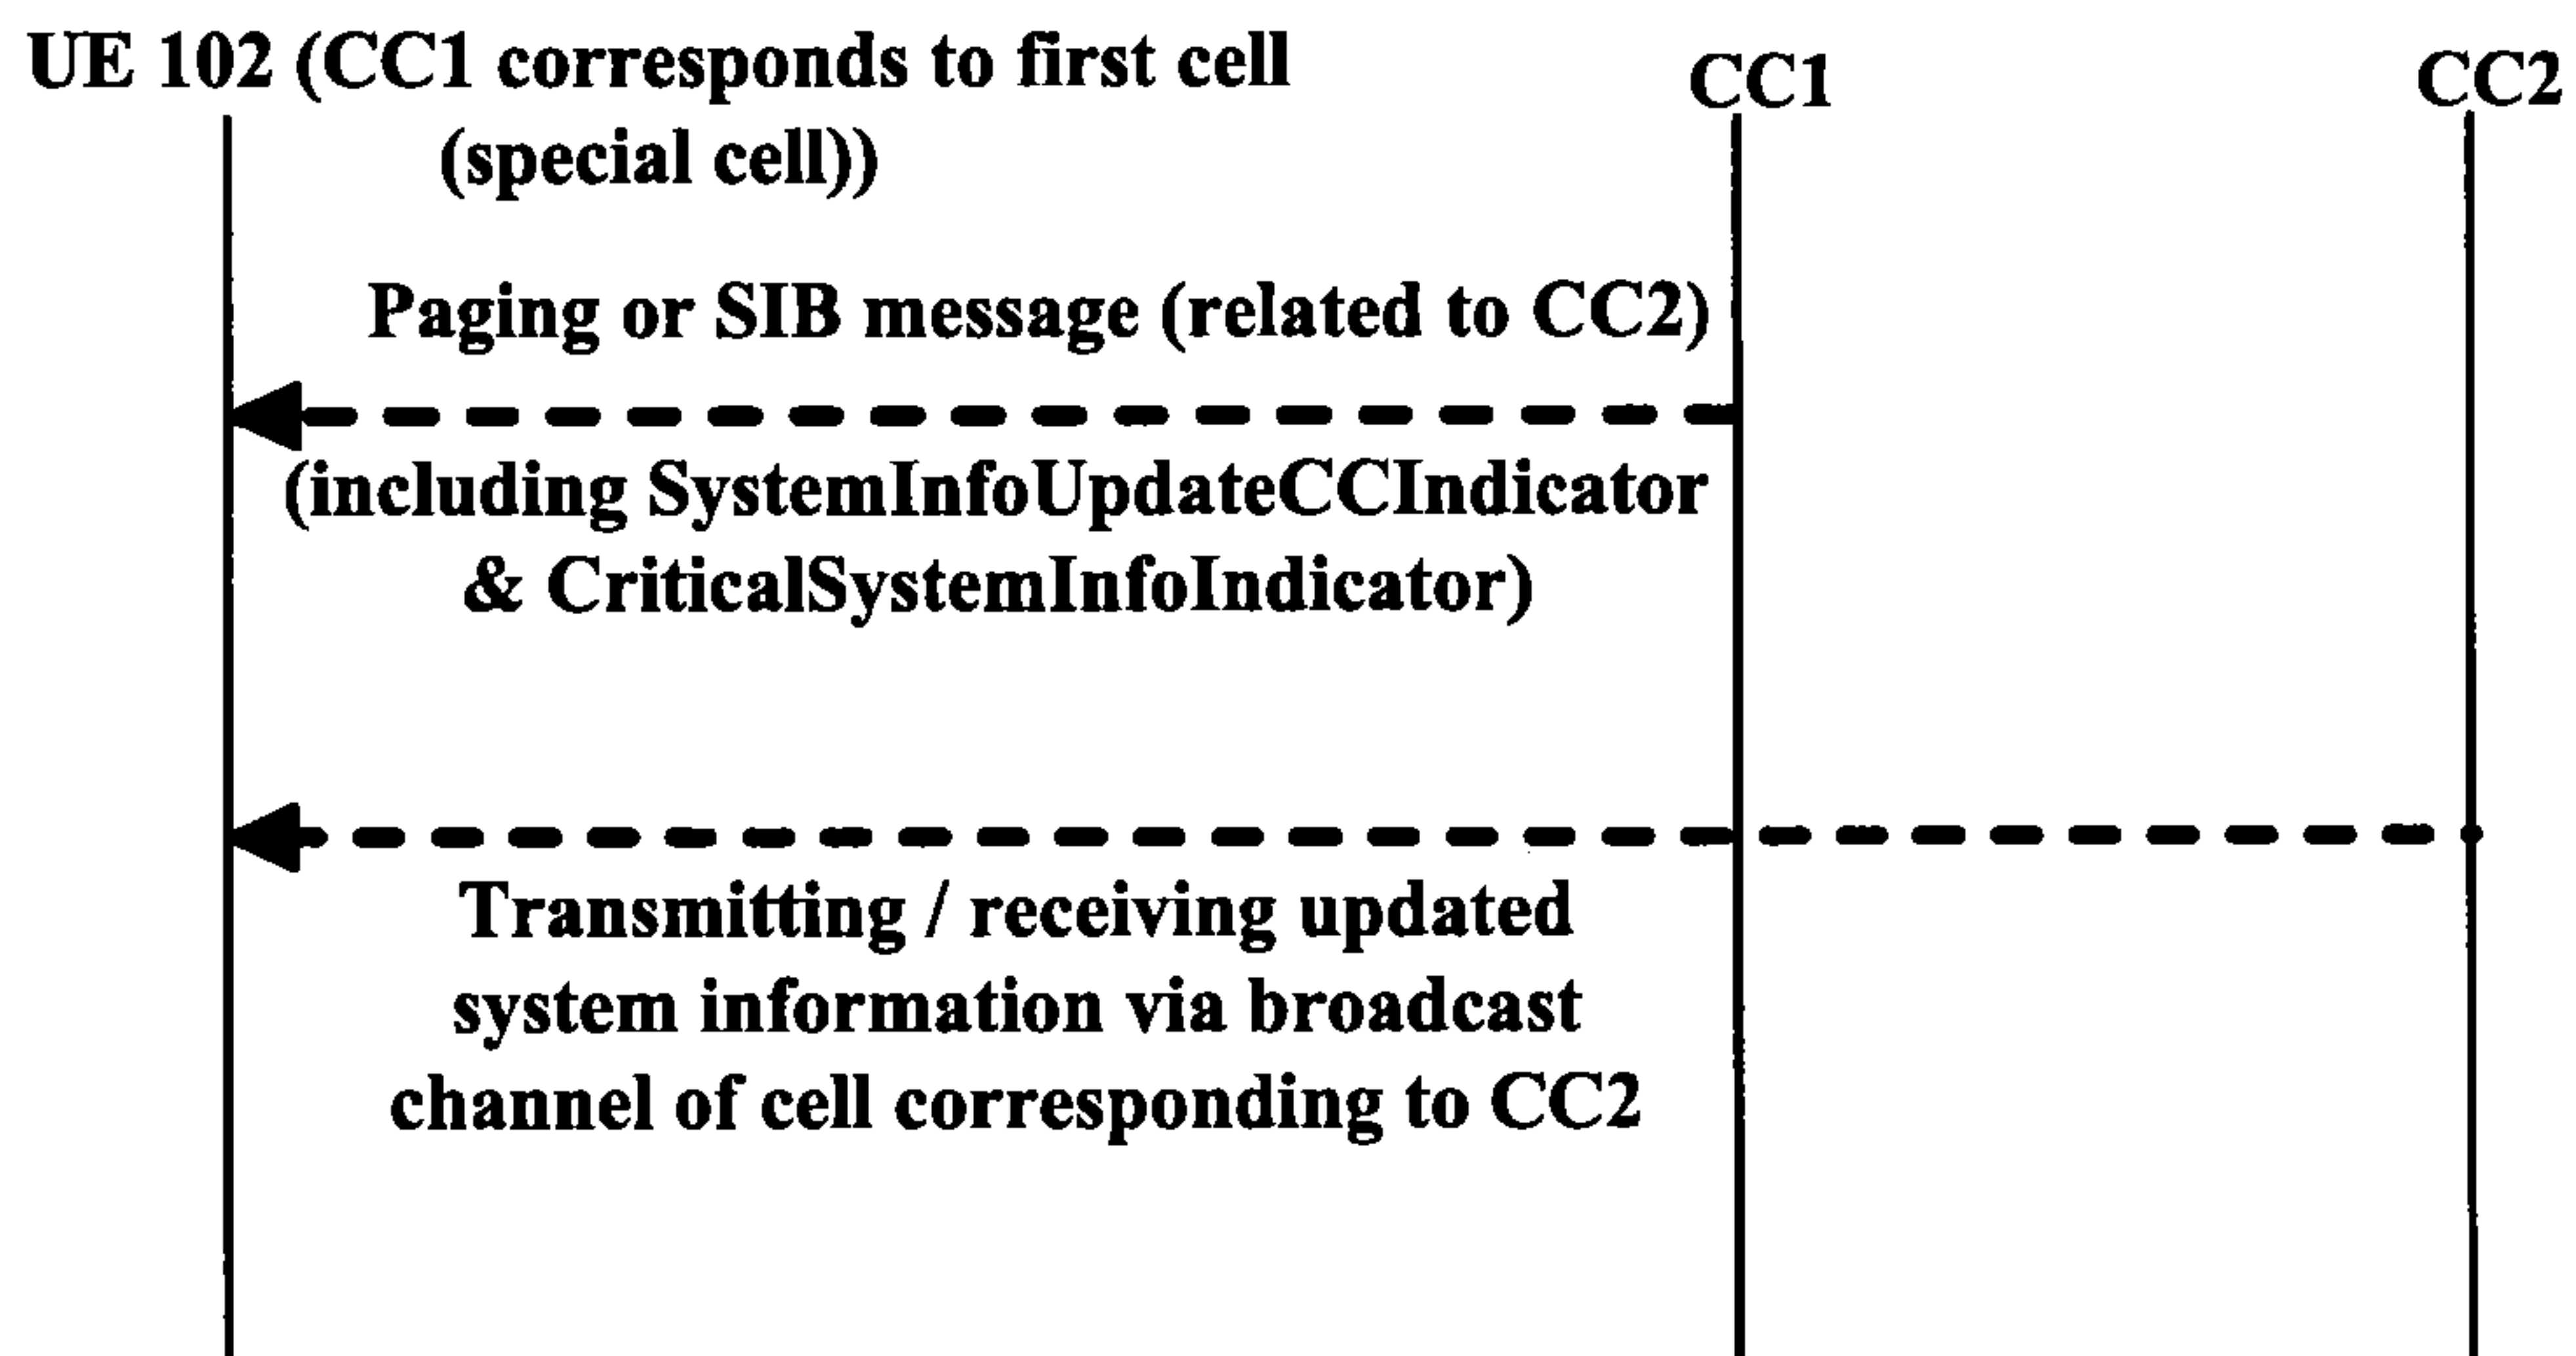 UE 102 (CC1 corresponds to first cell
(special cell))
CC1
CC2
Paging or SIB message (related to CC2)
(including SystemInfoUpdateCCIndicator
& CriticalSystemInfoIndicator)
Transmitting / receiving updated
system information via broadcast
channel of cell corresponding to CC2